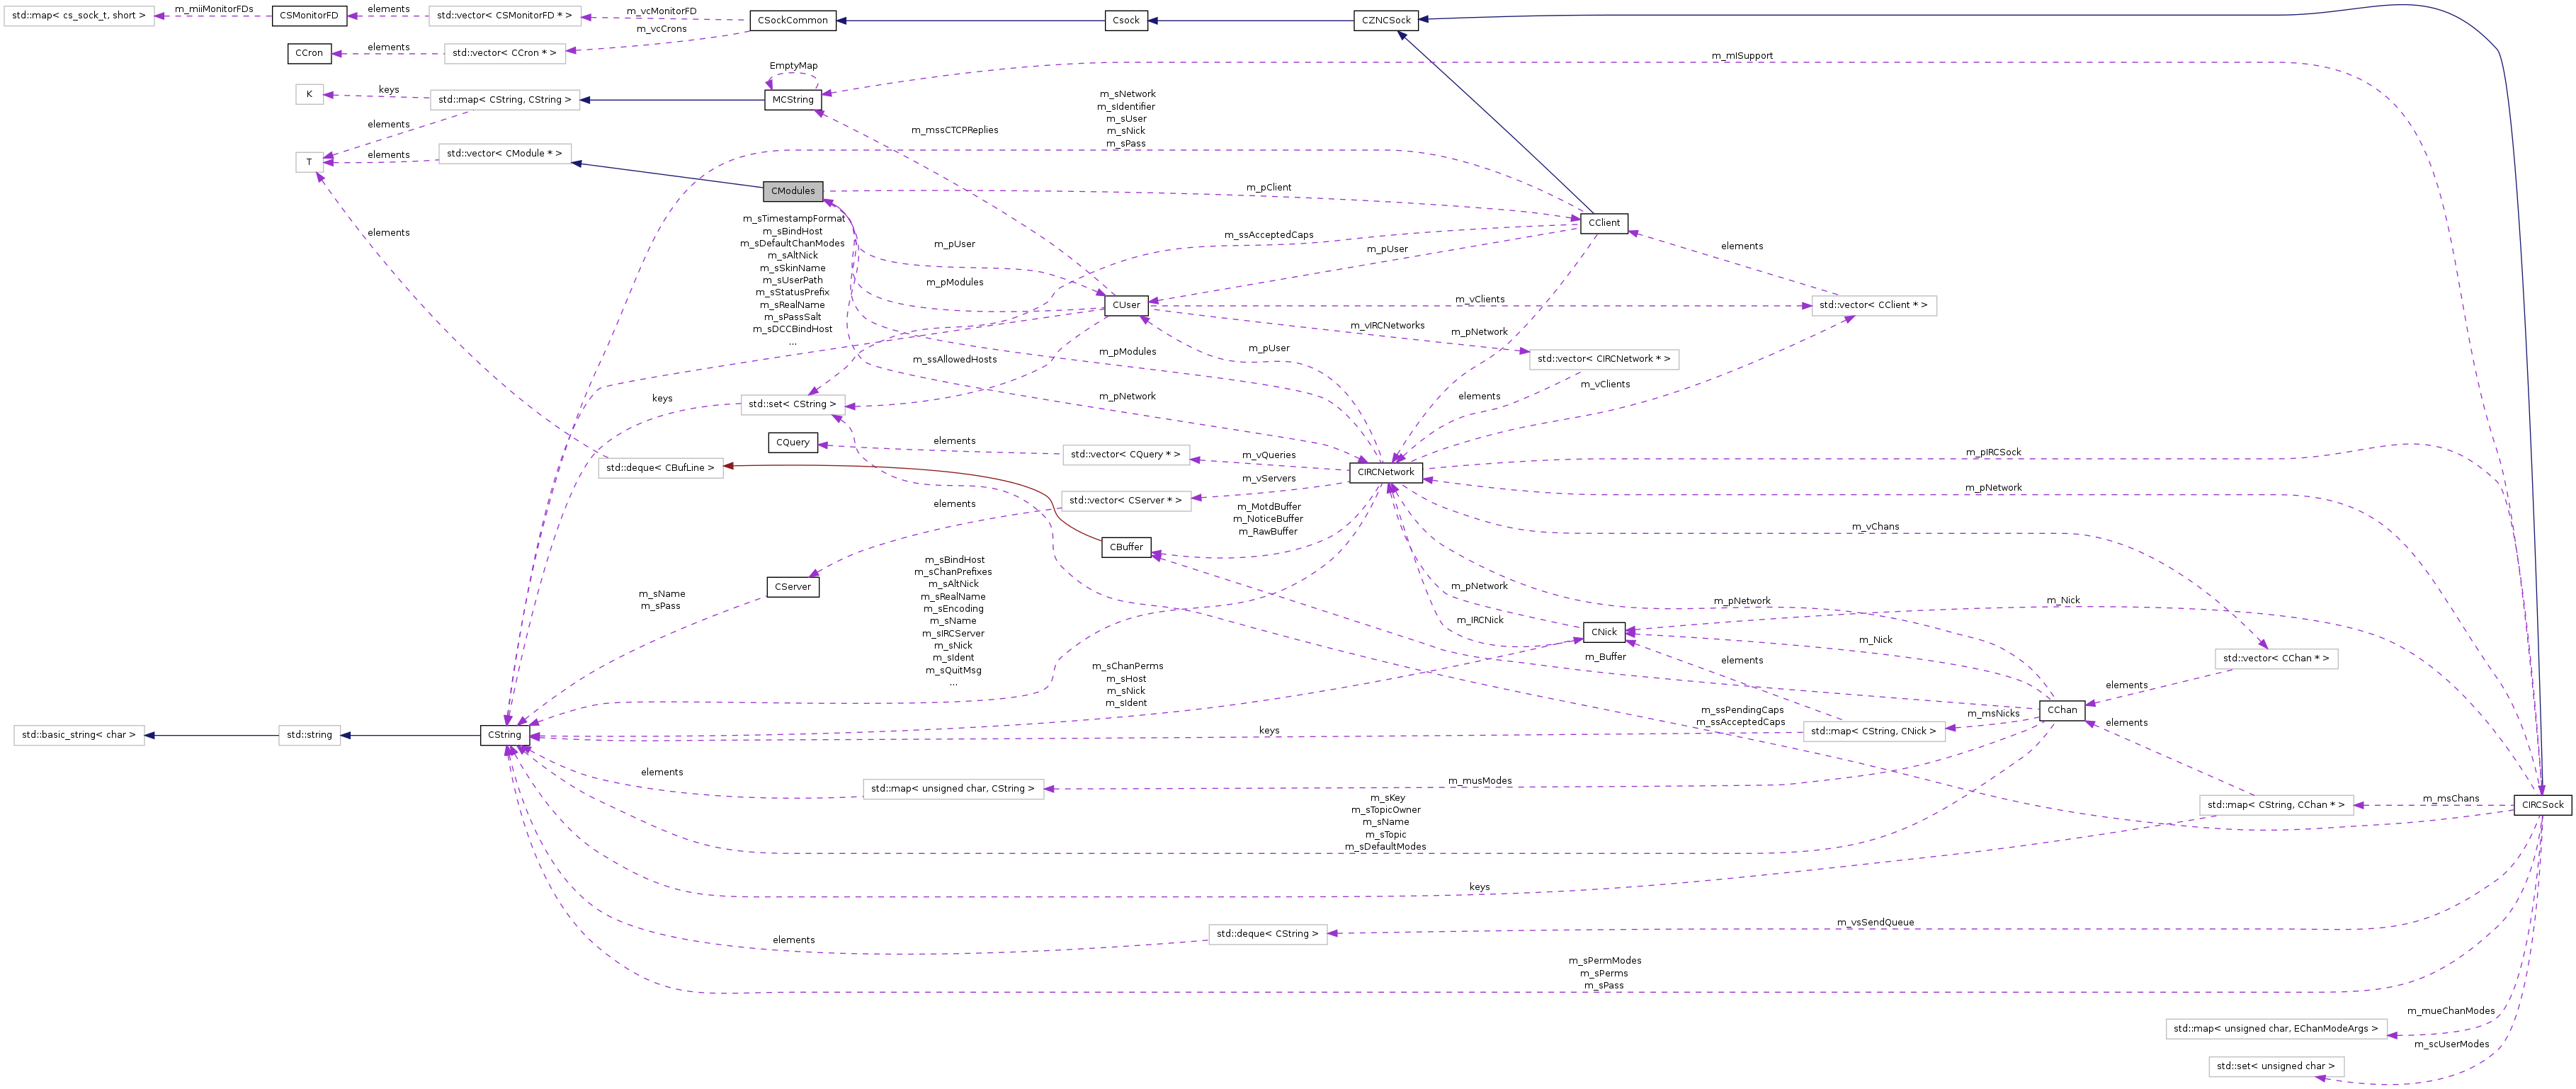 std::map< cs_sock_t, short >
m_miiMonitorFDs
CSMonitorFD
elements
std::vector< CSMonitorFD * >
m_vcMonitorFD
CSockCommon
Csock
CZNCSock
m_vcCrons
CCron
elements
std::vector< CCron * >
m_mISupport
EmptyMap
K
keys
std::map< CString, CString >
MCString
elements
m_mssCTCPReplies
m_sNetwork
m_sIdentifier
m_sUser
m_sNick
m_sPass
T
elements
std::vector< CModule * >
CModules
m_pClient
CClient
m_ssAcceptedCaps
m_pUser
elements
elements
m_sTimestampFormat
m_sBindHost
m_sDefaultChanModes
m_sAltNick
m_sSkinName
m_sUserPath
m_sStatusPrefix
m_sRealName
m_sPassSalt
m_sDCCBindHost
...
m_pUser
m_pModules
CUser
m_vClients
std::vector< CClient * >
m_vIRCNetworks
m_pNetwork
m_ssAllowedHosts
m_pModules
m_pUser
std::vector< CIRCNetwork * >
m_vClients
elements
m_pNetwork
keys
std::set< CString >
CQuery
elements
std::vector< CQuery * >
m_vQueries
CIRCNetwork
m_pIRCSock
std::deque< CBufLine >
m_vServers
m_pNetwork
elements
std::vector< CServer * >
m_MotdBuffer
m_NoticeBuffer
m_RawBuffer
m_vChans
CBuffer
CServer
m_sName
m_sPass
m_sBindHost
m_sChanPrefixes
m_sAltNick
m_sRealName
m_sEncoding
m_sName
m_sIRCServer
m_sNick
m_sIdent
m_sQuitMsg
...
m_pNetwork
m_IRCNick
CNick
m_pNetwork
m_Nick
m_Nick
m_Buffer
elements
std::vector< CChan * >
elements
m_sChanPerms
m_sHost
m_sNick
m_sIdent
m_ssPendingCaps
m_ssAcceptedCaps
CChan
m_msNicks
elements
std::basic_string< char >
std::string
CString
keys
std::map< CString, CNick >
elements
std::map< unsigned char, CString >
m_musModes
m_sKey
m_sTopicOwner
m_sName
m_sTopic
m_sDefaultModes
std::map< CString, CChan * >
m_msChans
CIRCSock
keys
elements
std::deque< CString >
m_vsSendQueue
m_sPermModes
m_sPerms
m_sPass
m_mueChanModes
std::map< unsigned char, EChanModeArgs >
m_scUserModes
std::set< unsigned char >